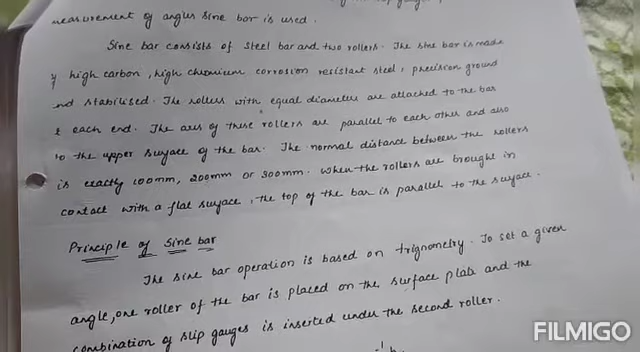 measurement of angles Sine bar is used.
Sine bar consists of steel bar and two rollers. The stee bar is made
of high carbon, high chromium corrosion resistant steel, precision ground
nd stabilised. The rollers with equal diameter are attached to the bar
t each end. The axes of these rollers are parallel to each other and also
to the upper surface of the bar. The normal distance between the rollers
is exactly 100mm, 200mm or 300mm. When the rollers are brought in
contact with a flat surface, the top of the bar is parallel to the surface.
Principle of sine bar
The sine bar operation is based on trignometry. To set a given
angle, one roller of the bar is placed on the surface plate and the
combination of slip gauges is inserted under the second roller.
FILMIGO